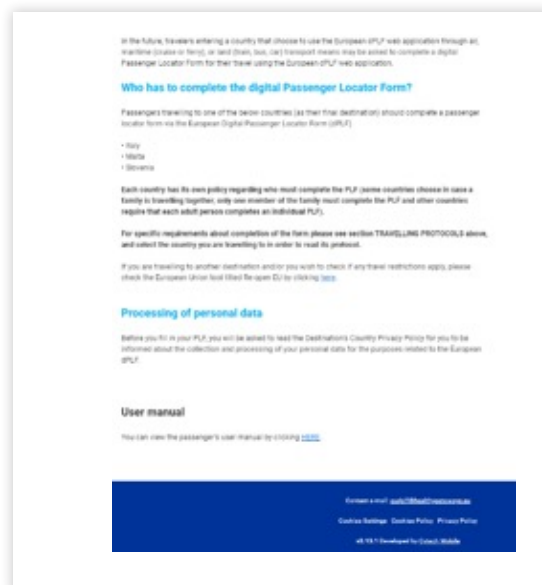 In the future, travelers entering a country that choose to use the European dPLF web application through air,
maritime (cruise or ferry), or land (train, bus, car) transport means may be asked to complete a digital
Passenger Locator Form for their travel using the European dPLF web application.
Who has to complete the digital Passenger Locator Form?
Passengers travelling to one of the below countries (as their final destination) should complete a passenger
locator form via the European Digital Passenger Locator Form (dPLF)
• Italy
• Malta
• Slovenia
Each country has its own policy regarding who must complete the PLF (some countries choose in case a
family is travelling together, only one member of the family must complete the PLF and other countries
require that each adult person completes an individual PLF).
For specific requirements about completion of the form please see section TRAVELLING PROTOCOLS above,
and select the country you are travelling to in order to read its protocol.
If you are travelling to another destination and/or you wish to check if any travel restrictions apply, please
check the European Union tool titled Re-open EU by clicking here.
Processing of personal data
Before you fill in your PLF, you will be asked to read the Destination's Country Privacy Policy for you to be
informed about the collection and processing of your personal data for the purposes related to the European
dPLF.
User manual
You can view the passenger's user manual by clicking HERE.
Contact e-mail:
Cookies Settings Cookies Policy Privacy Policy
Developed by Cytech Mobile